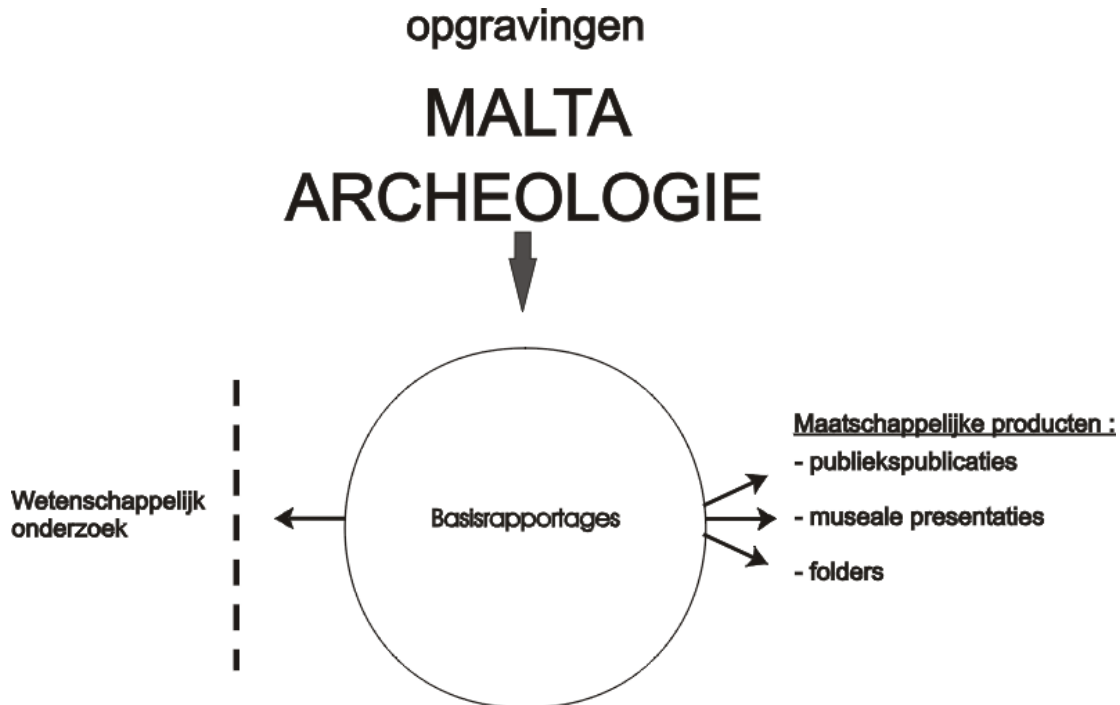 opgravingen
MALTA
ARCHEOLOGIE
Wetenschappelijk
onderzoek
Basisrapportages
Maatschappelijke producten :
- publiekspublicaties
- museale presentaties
- folders